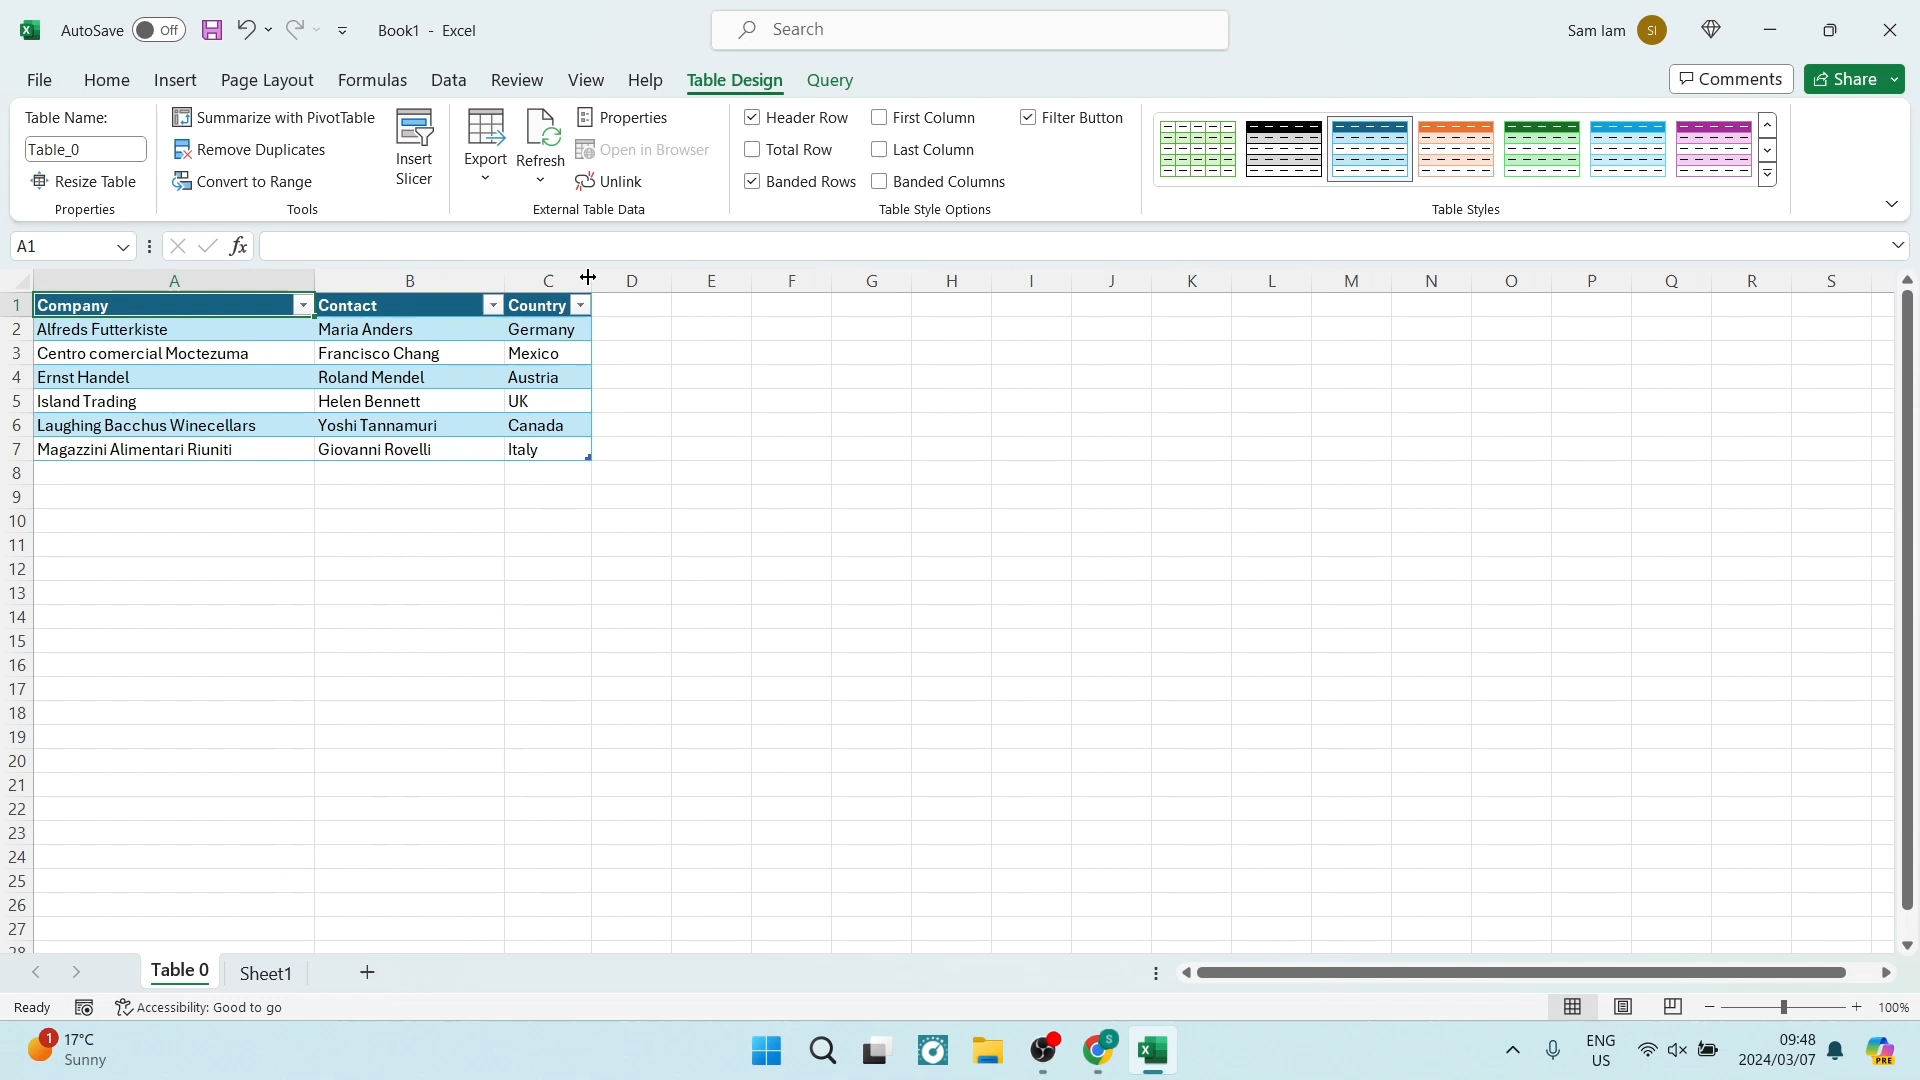 AutoSave Off Book1 - Excel Search Sam Iam SI
File Home Insert Page Layout Formulas Data Review View Help Table Design Query Comments Share
Table Name:
Table_0
Resize Table
Properties
Summarize with PivotTable
Remove Duplicates
Convert to Range
Insert Slicer
Tools
Export
Refresh
Properties
Open in Browser
Unlink
External Table Data
Header Row First Column Filter Button
Total Row Last Column
Banded Rows Banded Columns
Table Style Options
Table Styles
A1 fx
A B C D E F G H I J K L M N O P Q R S
1 Company Contact Country
2 Alfreds Futterkiste Maria Anders Germany
3 Centro comercial Moctezuma Francisco Chang Mexico
4 Ernst Handel Roland Mendel Austria
5 Island Trading Helen Bennett UK
6 Laughing Bacchus Winecellars Yoshi Tannamuri Canada
7 Magazzini Alimentari Riuniti Giovanni Rovelli Italy
8
9
10
11
12
13
14
15
16
17
18
19
20
21
22
23
24
25
26
27
28
Table 0 Sheet1
Ready Accessibility: Good to go 100%
1 17°C
Sunny
S
ENG
US
09:48
2024/03/07
PRE